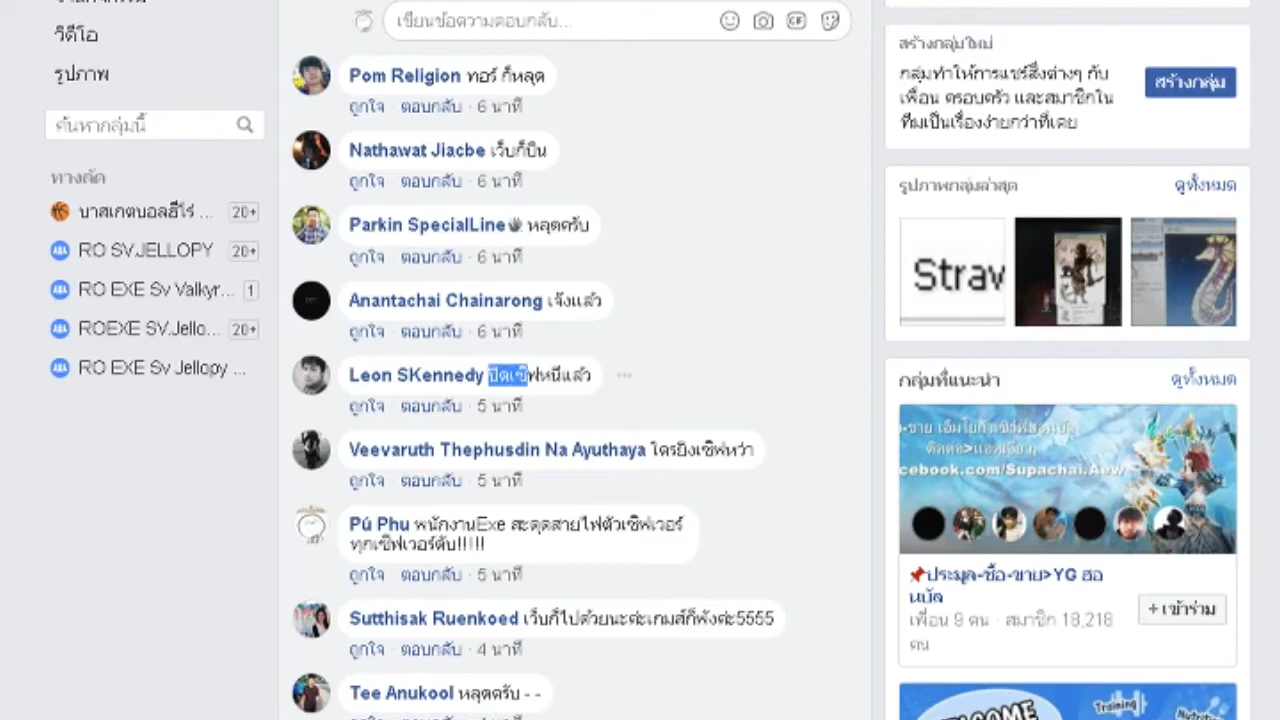 วิดีโอ
รูปภาพ
ค้นหากลุ่มนี้
ทางลัด
บาสเกตบอลฮีโร่ ... 20+
RO SV.JELLOPY 20+
RO EXE Sv Valkyr... 1
ROEXE SV.Jello... 20+
RO EXE Sv Jellopy ...
เขียนข้อความตอบกลับ...
Pom Religion ทอร์ ก็หลุด
ถูกใจ · ตอบกลับ · 6 นาที
Nathawat Jiacbe เว็บก็บิน
ถูกใจ · ตอบกลับ · 6 นาที
Parkin SpecialLine หลุดครับ
ถูกใจ · ตอบกลับ · 6 นาที
Anantachai Chainarong เจ๊งแล้ว
ถูกใจ · ตอบกลับ · 6 นาที
Leon SKennedy ปิดเซิฟหนีแล้ว
ถูกใจ · ตอบกลับ · 5 นาที
Veevaruth Thephusdin Na Ayuthaya ใครยิงเซิฟหว่า
ถูกใจ · ตอบกลับ · 5 นาที
Pú Phu พนักงานExe สะดุดสายไฟตัวเซิฟเวอร์
ทุกเซิฟเวอร์ดับ!!!!!
ถูกใจ · ตอบกลับ · 5 นาที
Sutthisak Ruenkoed เว็บก็ไปด้วยนะค่ะเกมส์ก็พังค่ะ5555
ถูกใจ · ตอบกลับ · 4 นาที
Tee Anukool หลุดครับ - -
สร้างกลุ่มใหม่
กลุ่มทำให้การแชร์สิ่งต่างๆ กับ
เพื่อน ครอบครัว และสมาชิกใน
ทีมเป็นเรื่องง่ายกว่าที่เคย
สร้างกลุ่ม
รูปภาพกลุ่มล่าสุด
ดูทั้งหมด
Straw
กลุ่มที่แนะนำ
ดูทั้งหมด
cebook.com/Supachai.Aew
ประมูล-ซื้อ-ขาย>YG ฮอ
นบัล
เพื่อน 9 คน · สมาชิก 18,218
คน
+ เข้าร่วม
Training